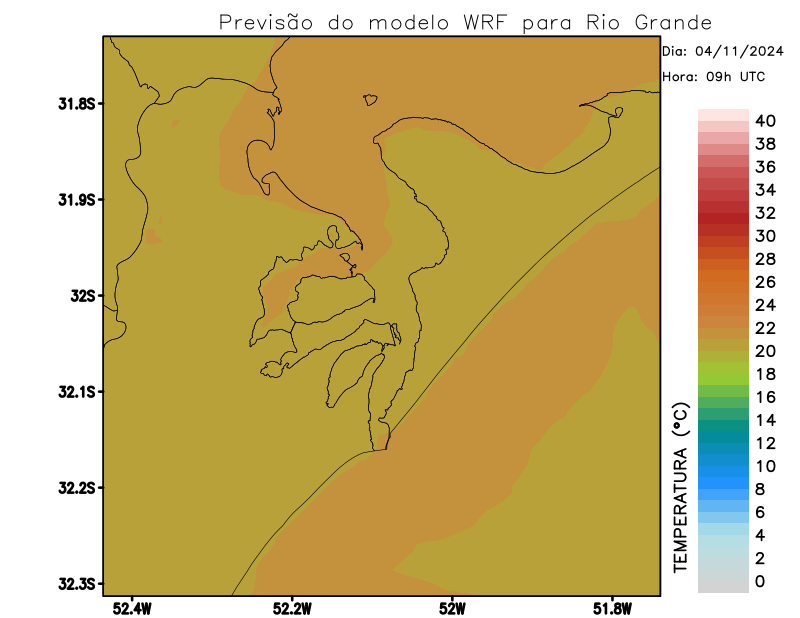 Previsão do modelo WRF para Rio Grande
Dia: 04/11/2024
Hora: 09h UTC
31.8S
31.9S
32S
32.1S
32.2S
32.3S
52.4W
52.2W
52W
51.8W
TEMPERATURA (°C)
40
38
36
34
32
30
28
26
24
22
20
18
16
14
12
10
8
6
4
2
0